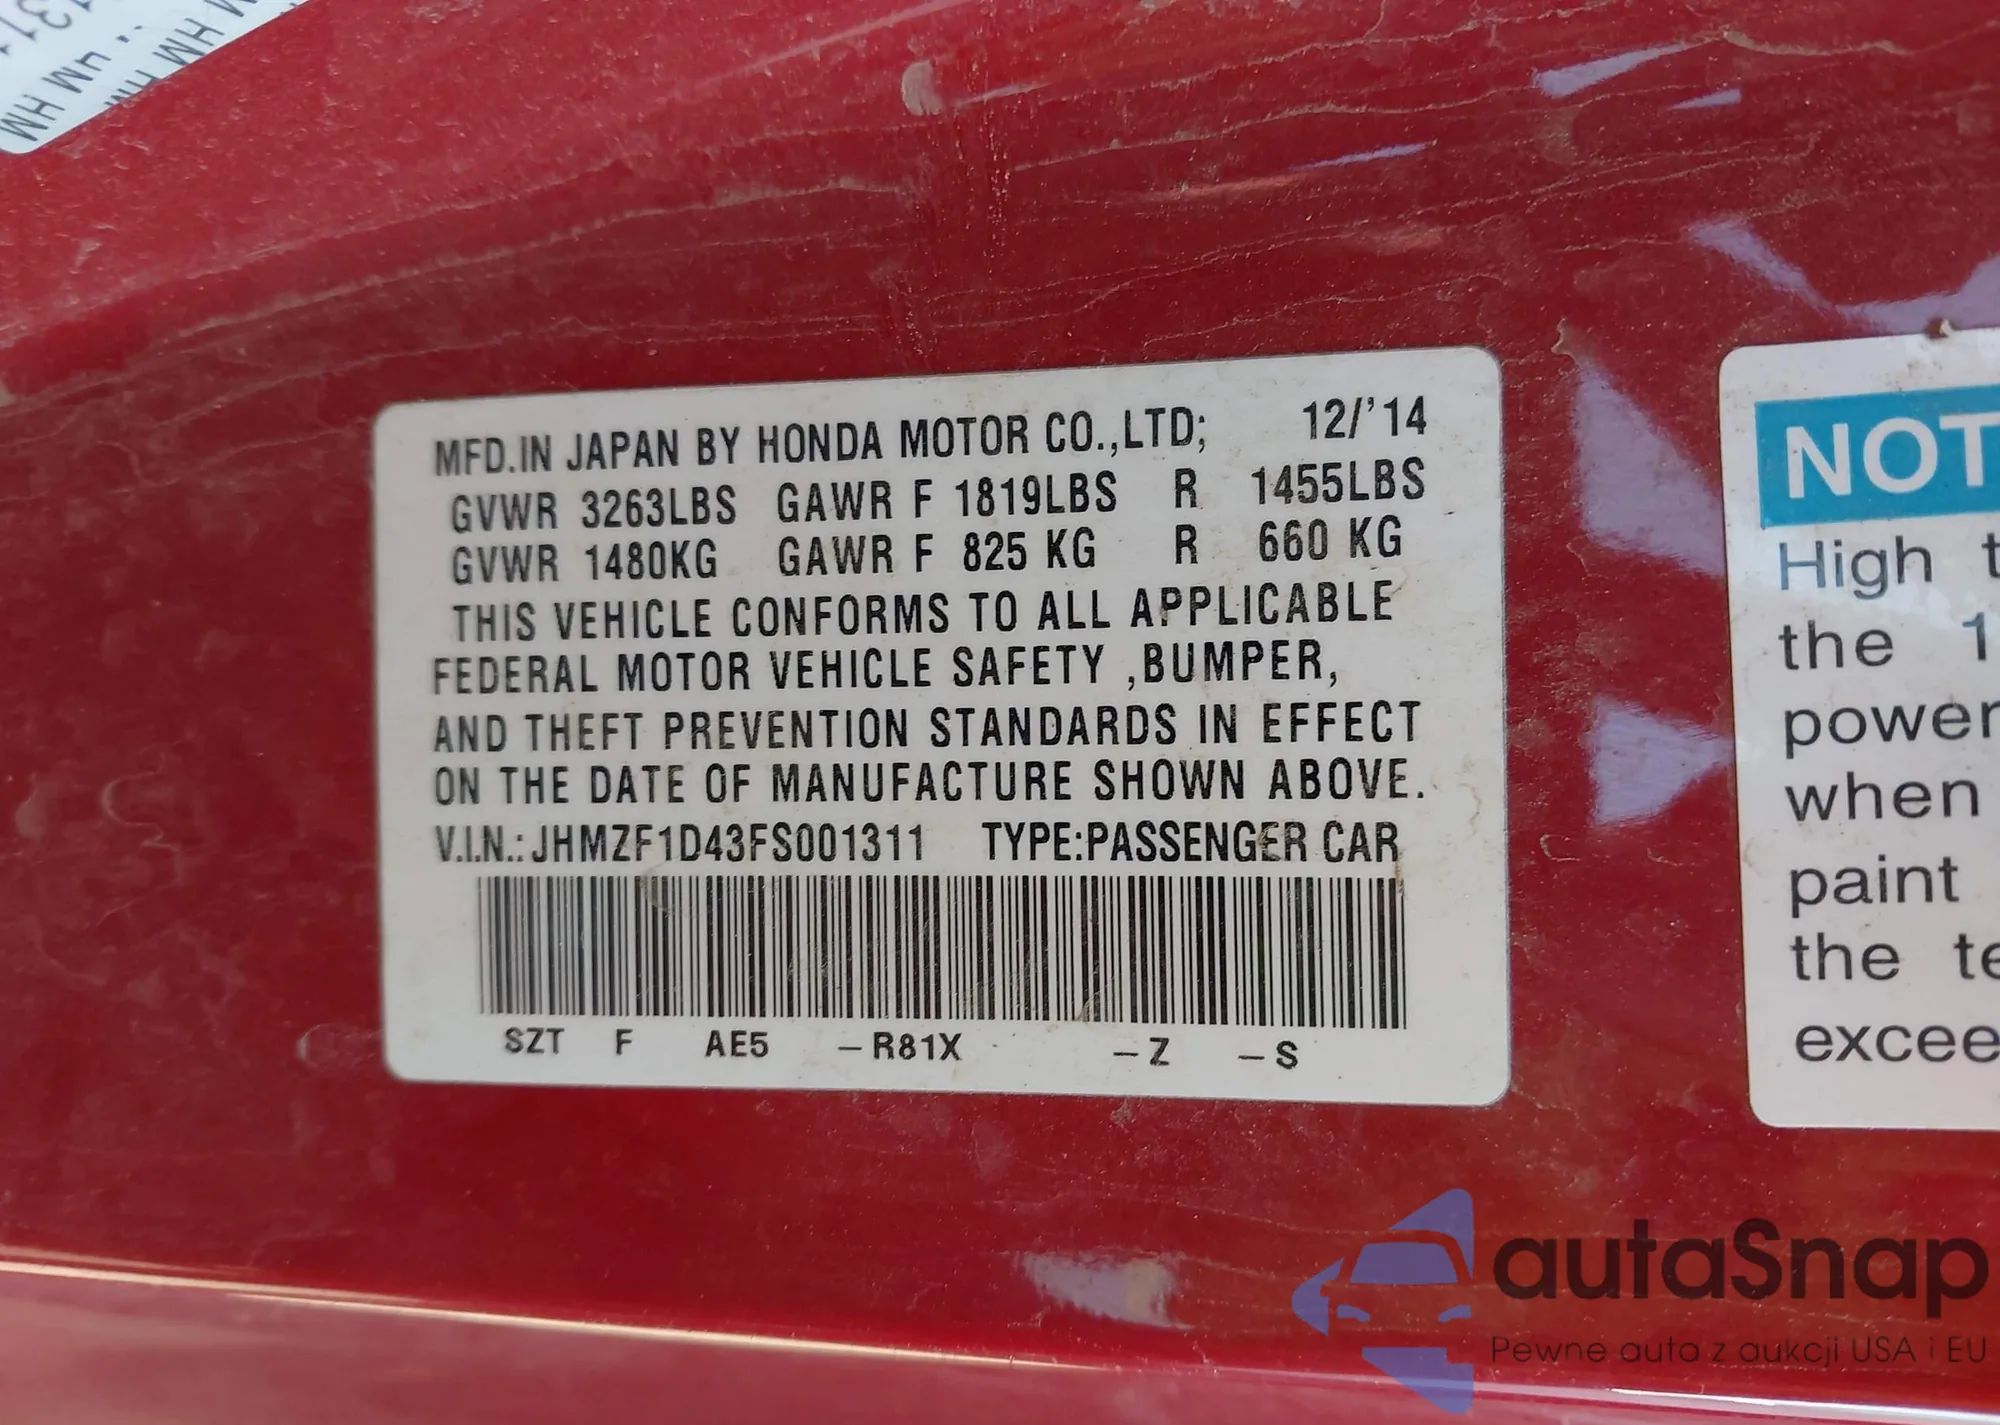 MFD.IN JAPAN BY HONDA MOTOR CO.,LTD; 12/'14
GVWR 3263LBS GAWR F 1819LBS R 1455LBS
GVWR 1480KG GAWR F 825 KG R 660 KG
THIS VEHICLE CONFORMS TO ALL APPLICABLE
FEDERAL MOTOR VEHICLE SAFETY ,BUMPER,
AND THEFT PREVENTION STANDARDS IN EFFECT
ON THE DATE OF MANUFACTURE SHOWN ABOVE.
V.I.N.: JHMZF1D43FS001311 TYPE:PASSENGER CAR
SZT F AE5 –R81X –Z –S
NOT
High t
the 1
power
when
paint
the te
excee
autaSnap
Pewne auta z aukcji USA i EU